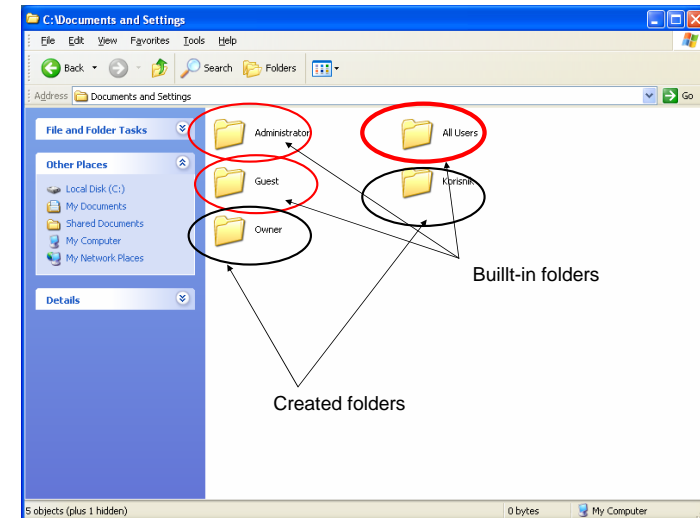 C:\Documents and Settings
File Edit View Favorites Tools Help
Back Search Folders
Address Documents and Settings Go
File and Folder Tasks
Other Places
Local Disk (C:)
My Documents
Shared Documents
My Computer
My Network Places
Details
Administrator All Users
Guest Korisnik
Owner
Buillt-in folders
Created folders
5 objects (plus 1 hidden) 0 bytes My Computer